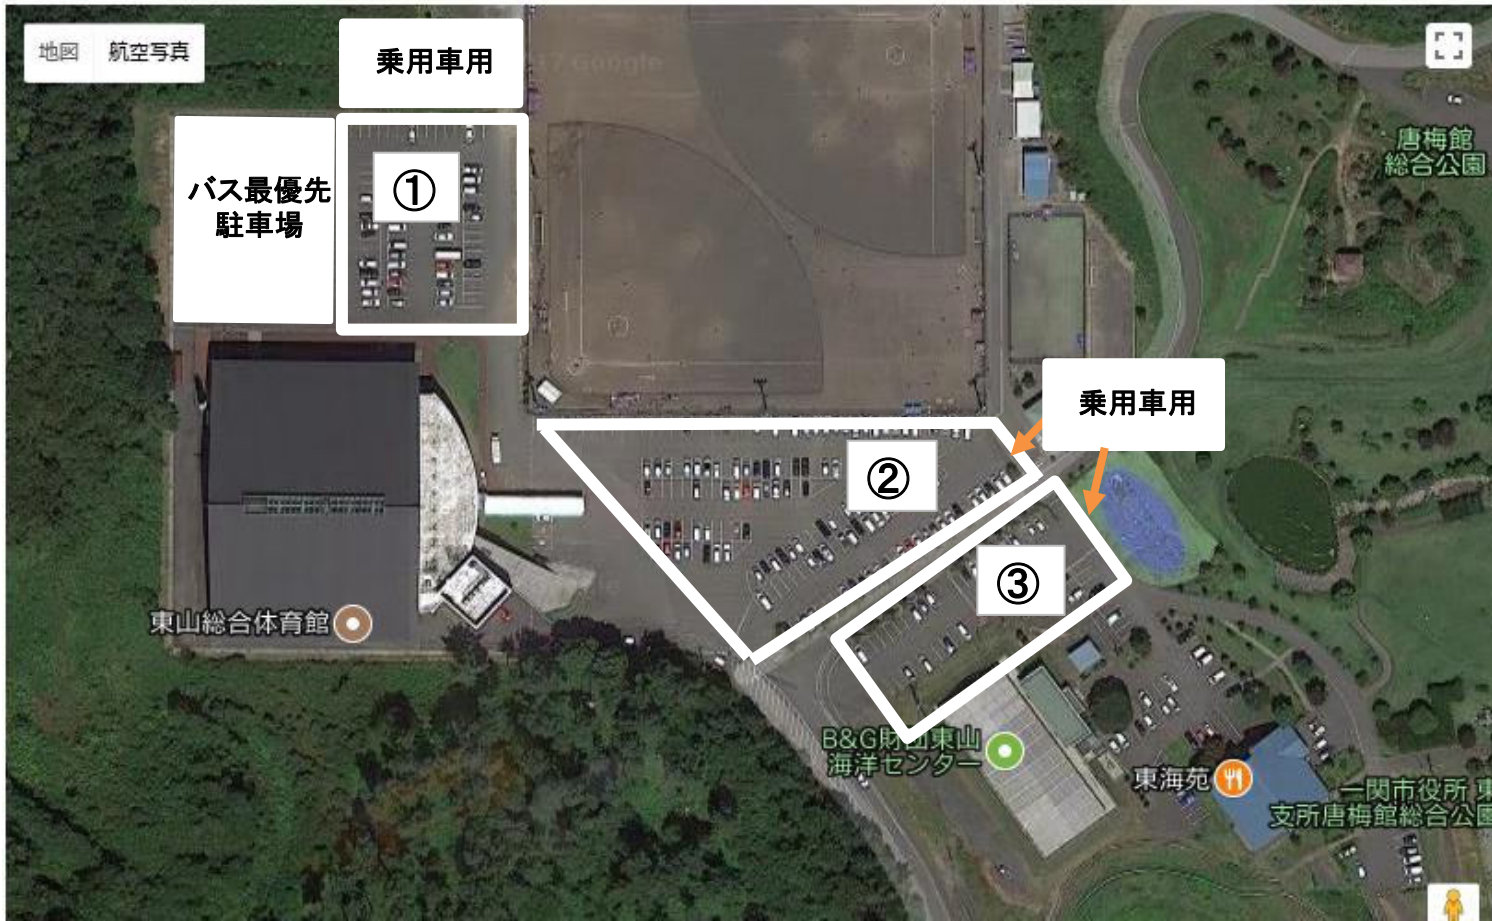 地図 航空写真
乗用車用
17 Google
唐梅館
総合公園
バス最優先
駐車場
①
乗用車用
②
③
東山総合体育館
B&G財団東山
海洋センター
東海苑
一関市役所 東
支所唐梅館総合公園